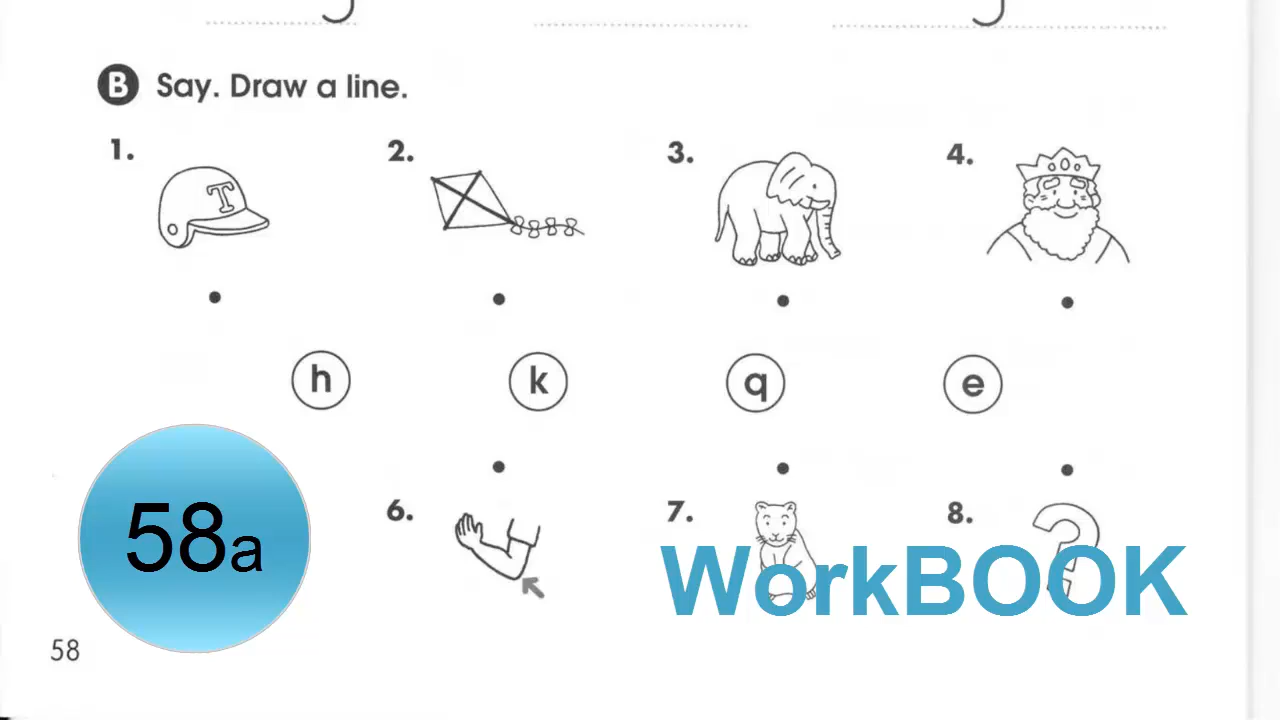 B Say. Draw a line.
1. 2. 3. 4.
T
h k q e
6. 7. 8.
?
58a
WorkBOOK
58